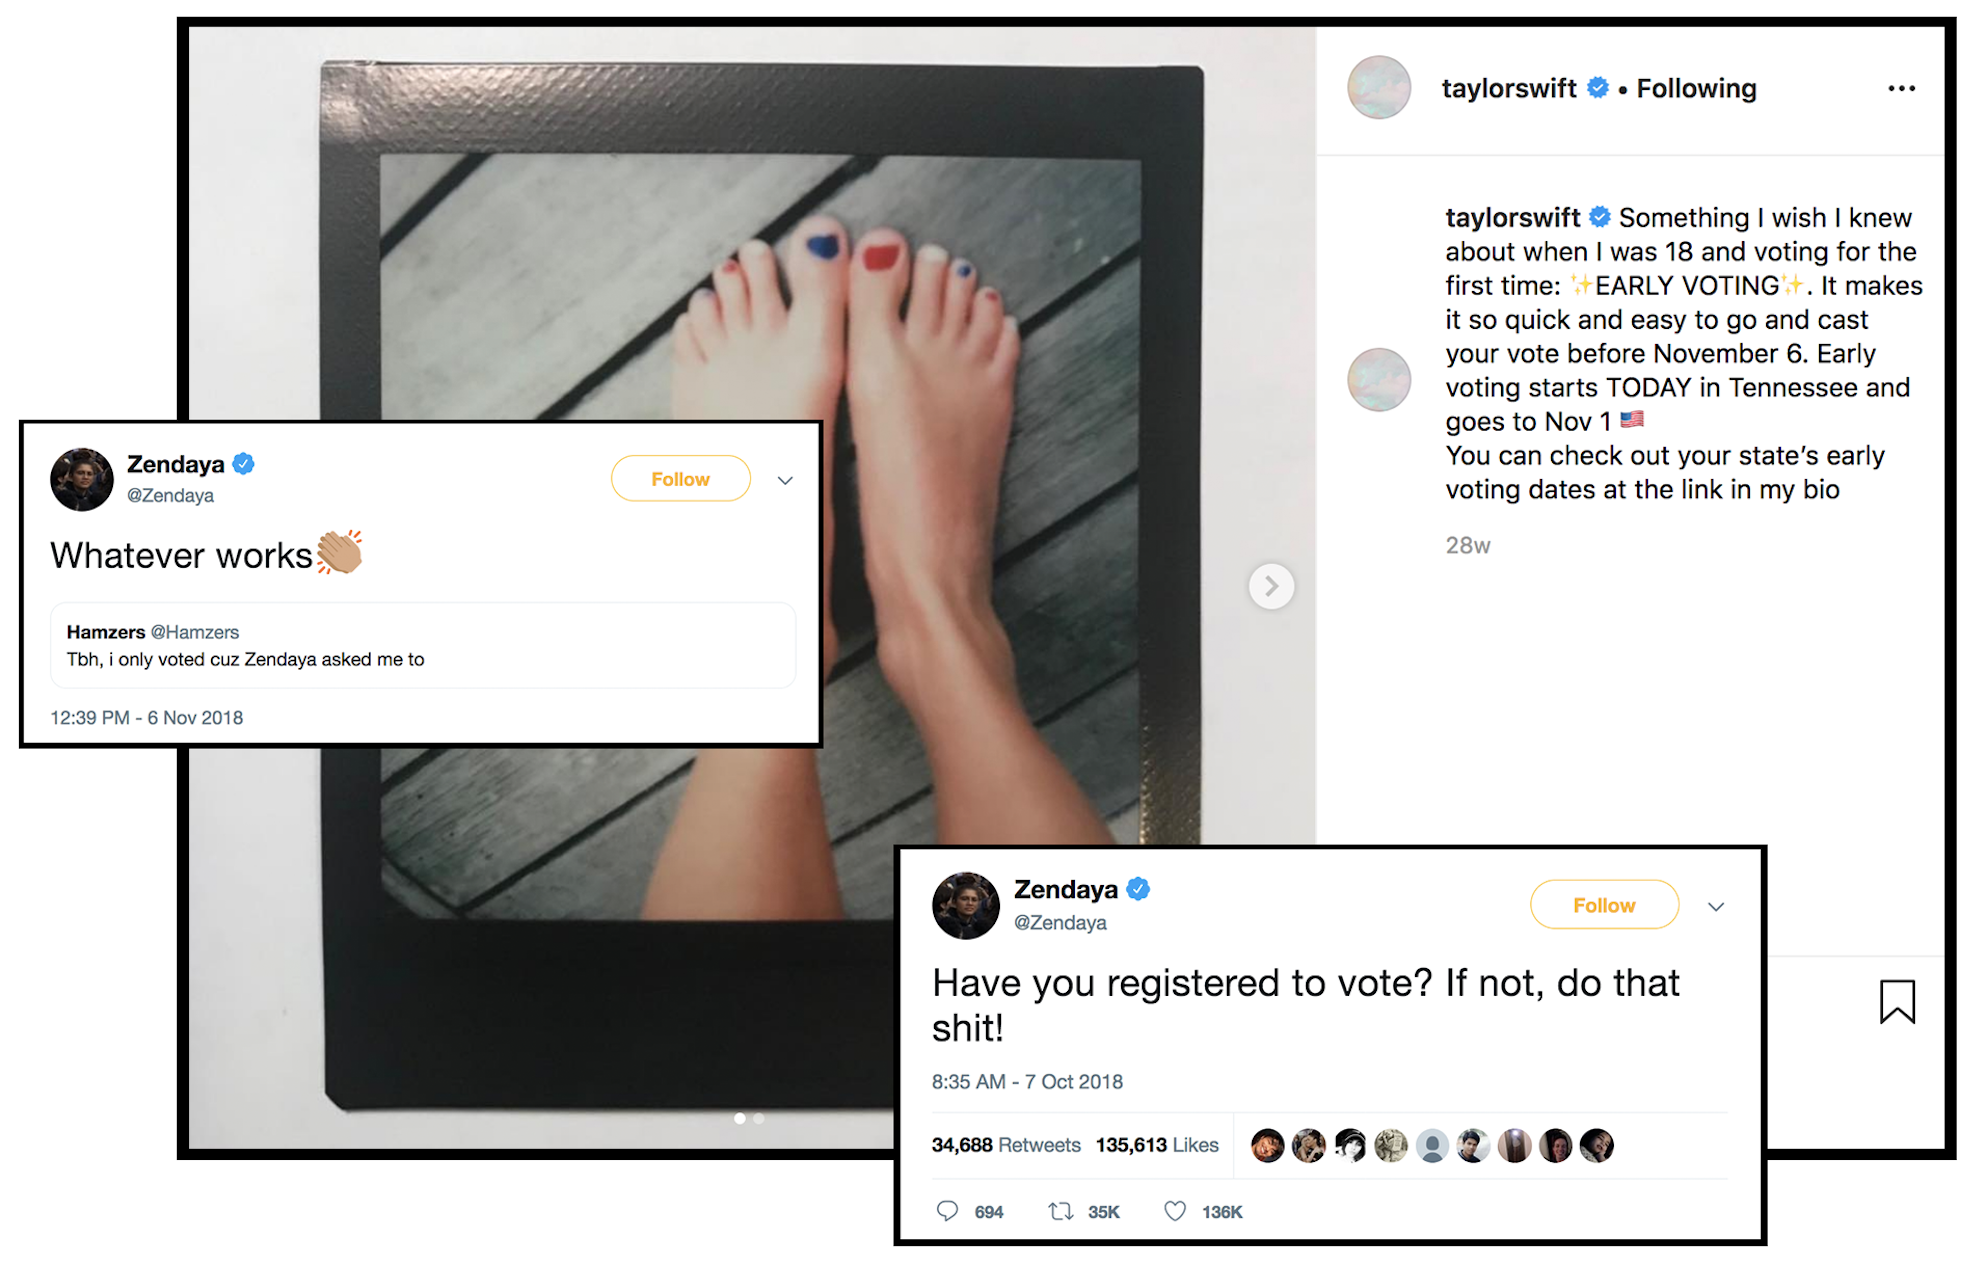 taylorswift • Following
taylorswift Something I wish I knew
about when I was 18 and voting for the
first time: ✨EARLY VOTING✨. It makes
it so quick and easy to go and cast
your vote before November 6. Early
voting starts TODAY in Tennessee and
goes to Nov 1 🇺🇸
You can check out your state’s early
voting dates at the link in my bio
28w
Zendaya
@Zendaya
Follow
Whatever works👏🏽
Hamzers @Hamzers
Tbh, i only voted cuz Zendaya asked me to
12:39 PM - 6 Nov 2018
Zendaya
@Zendaya
Follow
Have you registered to vote? If not, do that
shit!
8:35 AM - 7 Oct 2018
34,688 Retweets 135,613 Likes
694 35K 136K